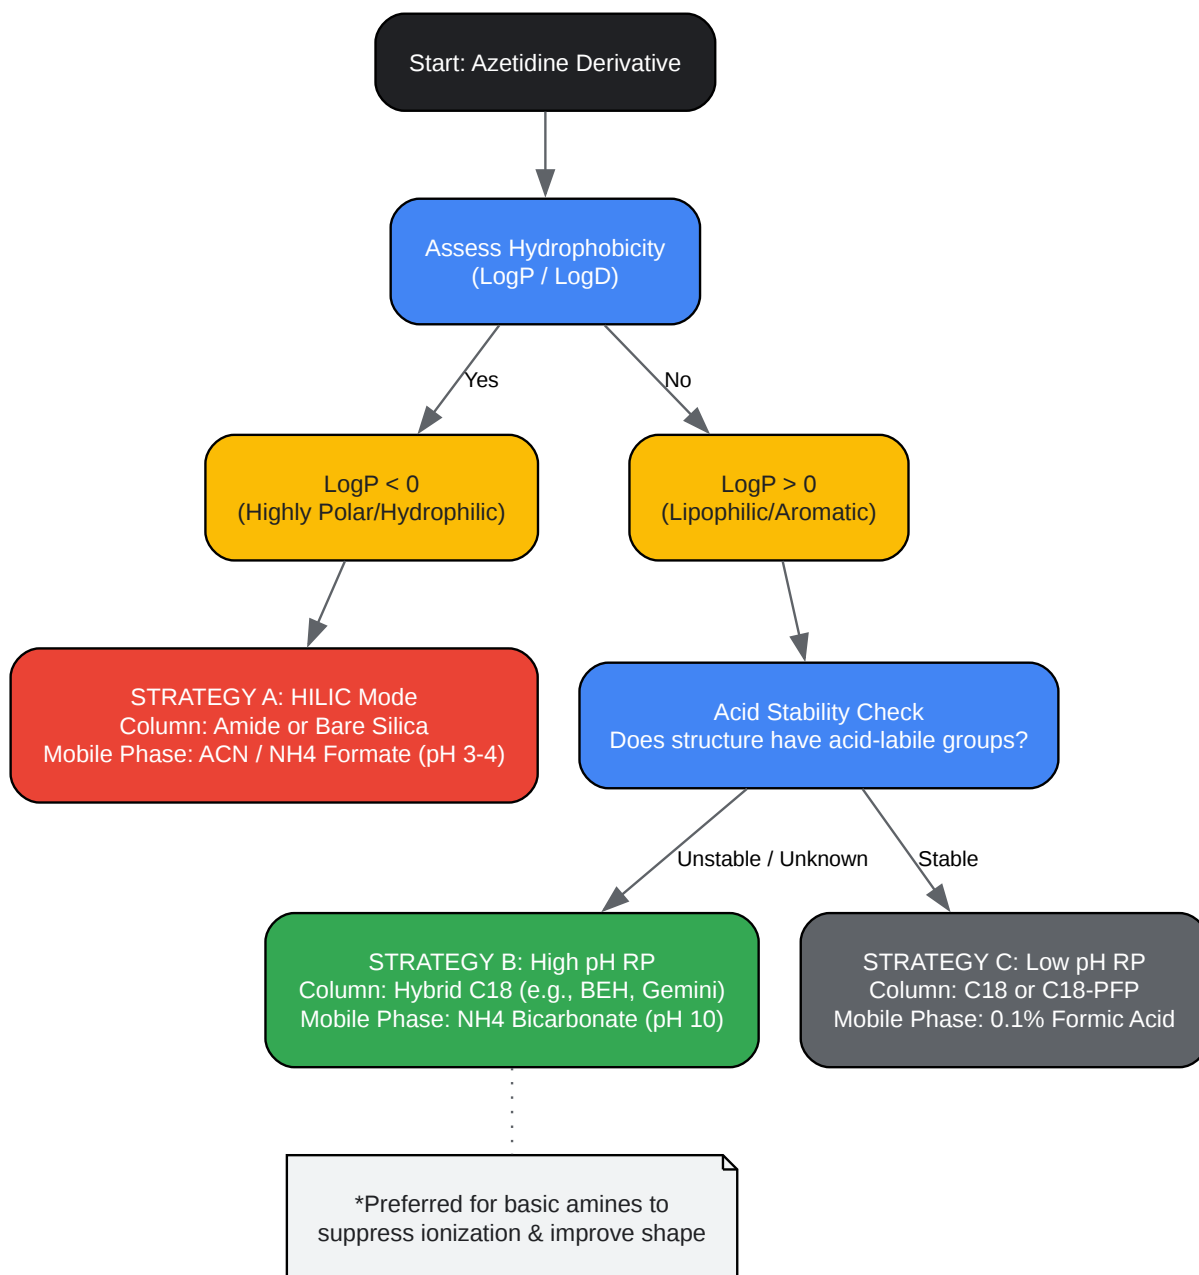 Start: Azetidine Derivative
Assess Hydrophobicity
(LogP / LogD)
Yes
No
LogP < 0
(Highly Polar/Hydrophilic)
LogP > 0
(Lipophilic/Aromatic)
STRATEGY A: HILIC Mode
Column: Amide or Bare Silica
Mobile Phase: ACN / NH4 Formate (pH 3-4)
Acid Stability Check
Does structure have acid-labile groups?
Unstable / Unknown
Stable
STRATEGY B: High pH RP
Column: Hybrid C18 (e.g., BEH, Gemini)
Mobile Phase: NH4 Bicarbonate (pH 10)
STRATEGY C: Low pH RP
Column: C18 or C18-PFP
Mobile Phase: 0.1% Formic Acid
*Preferred for basic amines to
suppress ionization & improve shape